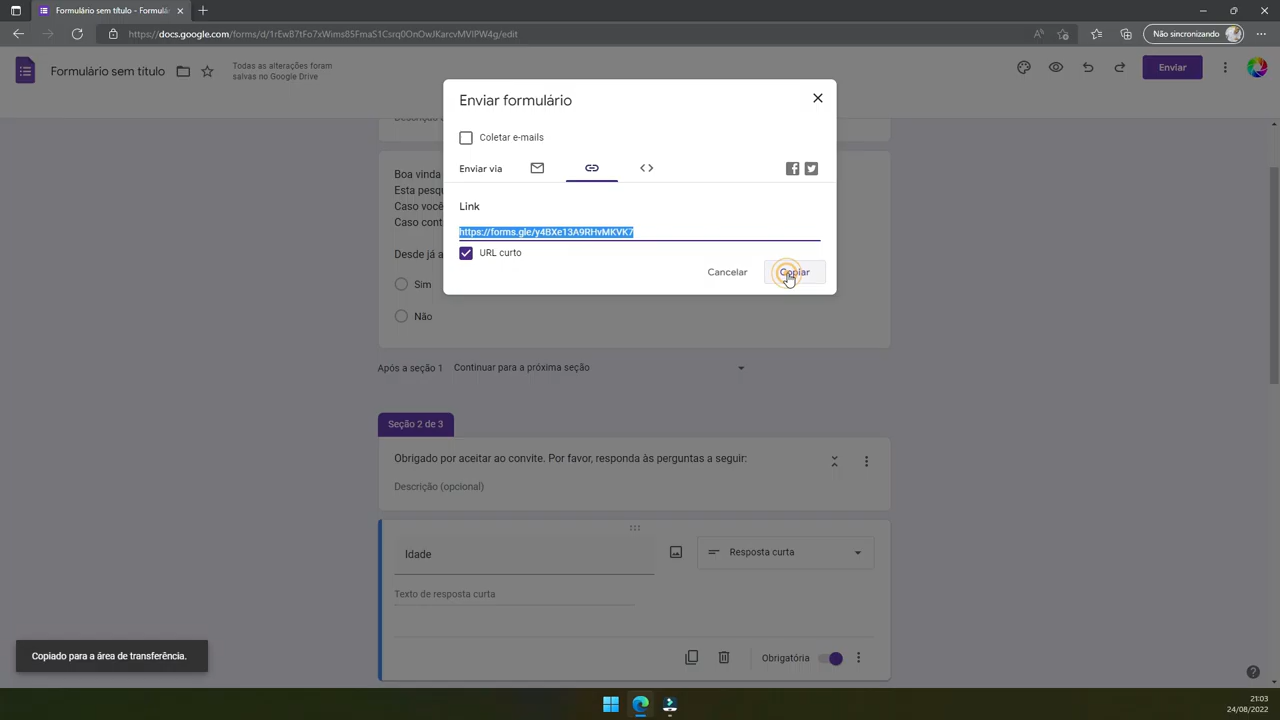 Formulário sem título - Formulá
https://docs.google.com/forms/d/1rEwB7tFo7xWims85FmaS1Csrq0OnOwJKarcvMVIPW4g/edit
Não sincronizando
Formulário sem título
Todas as alterações foram
salvas no Google Drive
Enviar
Enviar formulário
Coletar e-mails
Enviar via
Link
https://forms.gle/y4BXe13A9RHvMKVK7
URL curto
Cancelar
Copiar
Boa vinda
Esta pesqu
Caso você
Caso cont
Desde já a
Sim
Não
Após a seção 1
Continuar para a próxima seção
Seção 2 de 3
Obrigado por aceitar ao convite. Por favor, responda às perguntas a seguir:
Descrição (opcional)
Idade
Resposta curta
Texto de resposta curta
Obrigatória
Copiado para a área de transferência.
21:03
24/08/2022